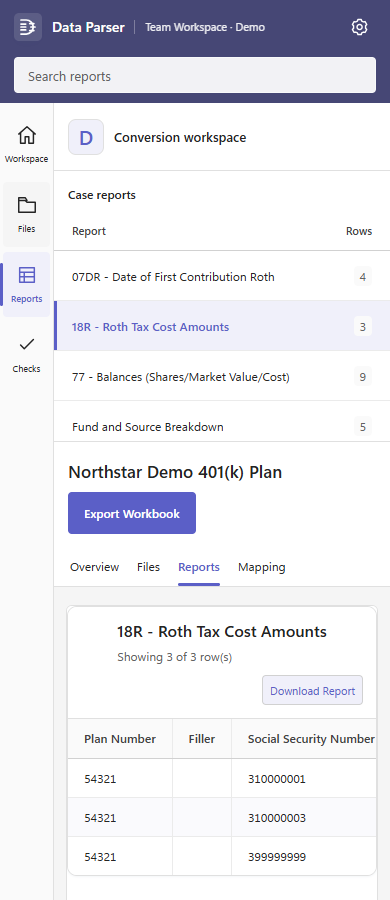 Data Parser
Team Workspace · Demo
Search reports
Workspace
Files
Reports
Checks
D
Conversion workspace
Case reports
Report Rows
07DR - Date of First Contribution Roth 4
18R - Roth Tax Cost Amounts 3
77 - Balances (Shares/Market Value/Cost) 9
Fund and Source Breakdown 5
Northstar Demo 401(k) Plan
Export Workbook
Overview Files Reports Mapping
18R - Roth Tax Cost Amounts
Showing 3 of 3 row(s)
Download Report
Plan Number Filler Social Security Number
54321 310000001
54321 310000003
54321 399999999